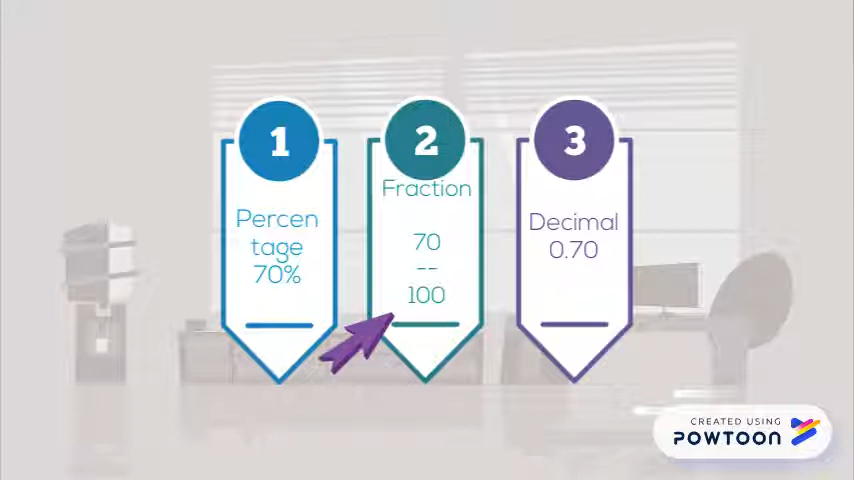 1
Percen
tage
70%
2
Fraction
70
--
100
3
Decimal
0.70
CREATED USING
POWTOON